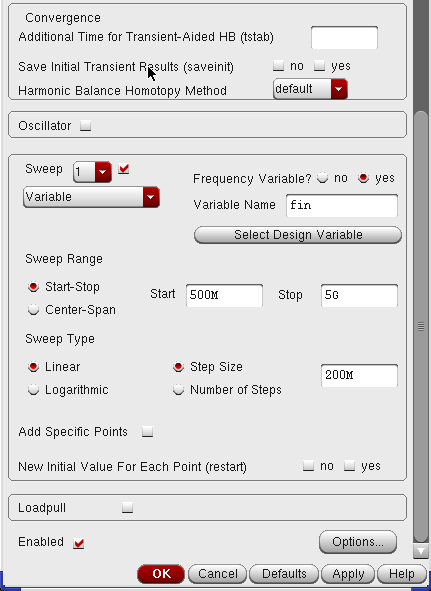 Convergence
Additional Time for Transient-Aided HB (tstab)
Save Initial Transient Results (saveinit) no yes
Harmonic Balance Homotopy Method default
Oscillator
Sweep 1
Frequency Variable? no yes
Variable
Variable Name fin
Select Design Variable
Sweep Range
Start-Stop Start 500M Stop 5G
Center-Span
Sweep Type
Linear Step Size 200M
Logarithmic Number of Steps
Add Specific Points
New Initial Value For Each Point (restart) no yes
Loadpull
Enabled Options...
OK Cancel Defaults Apply Help